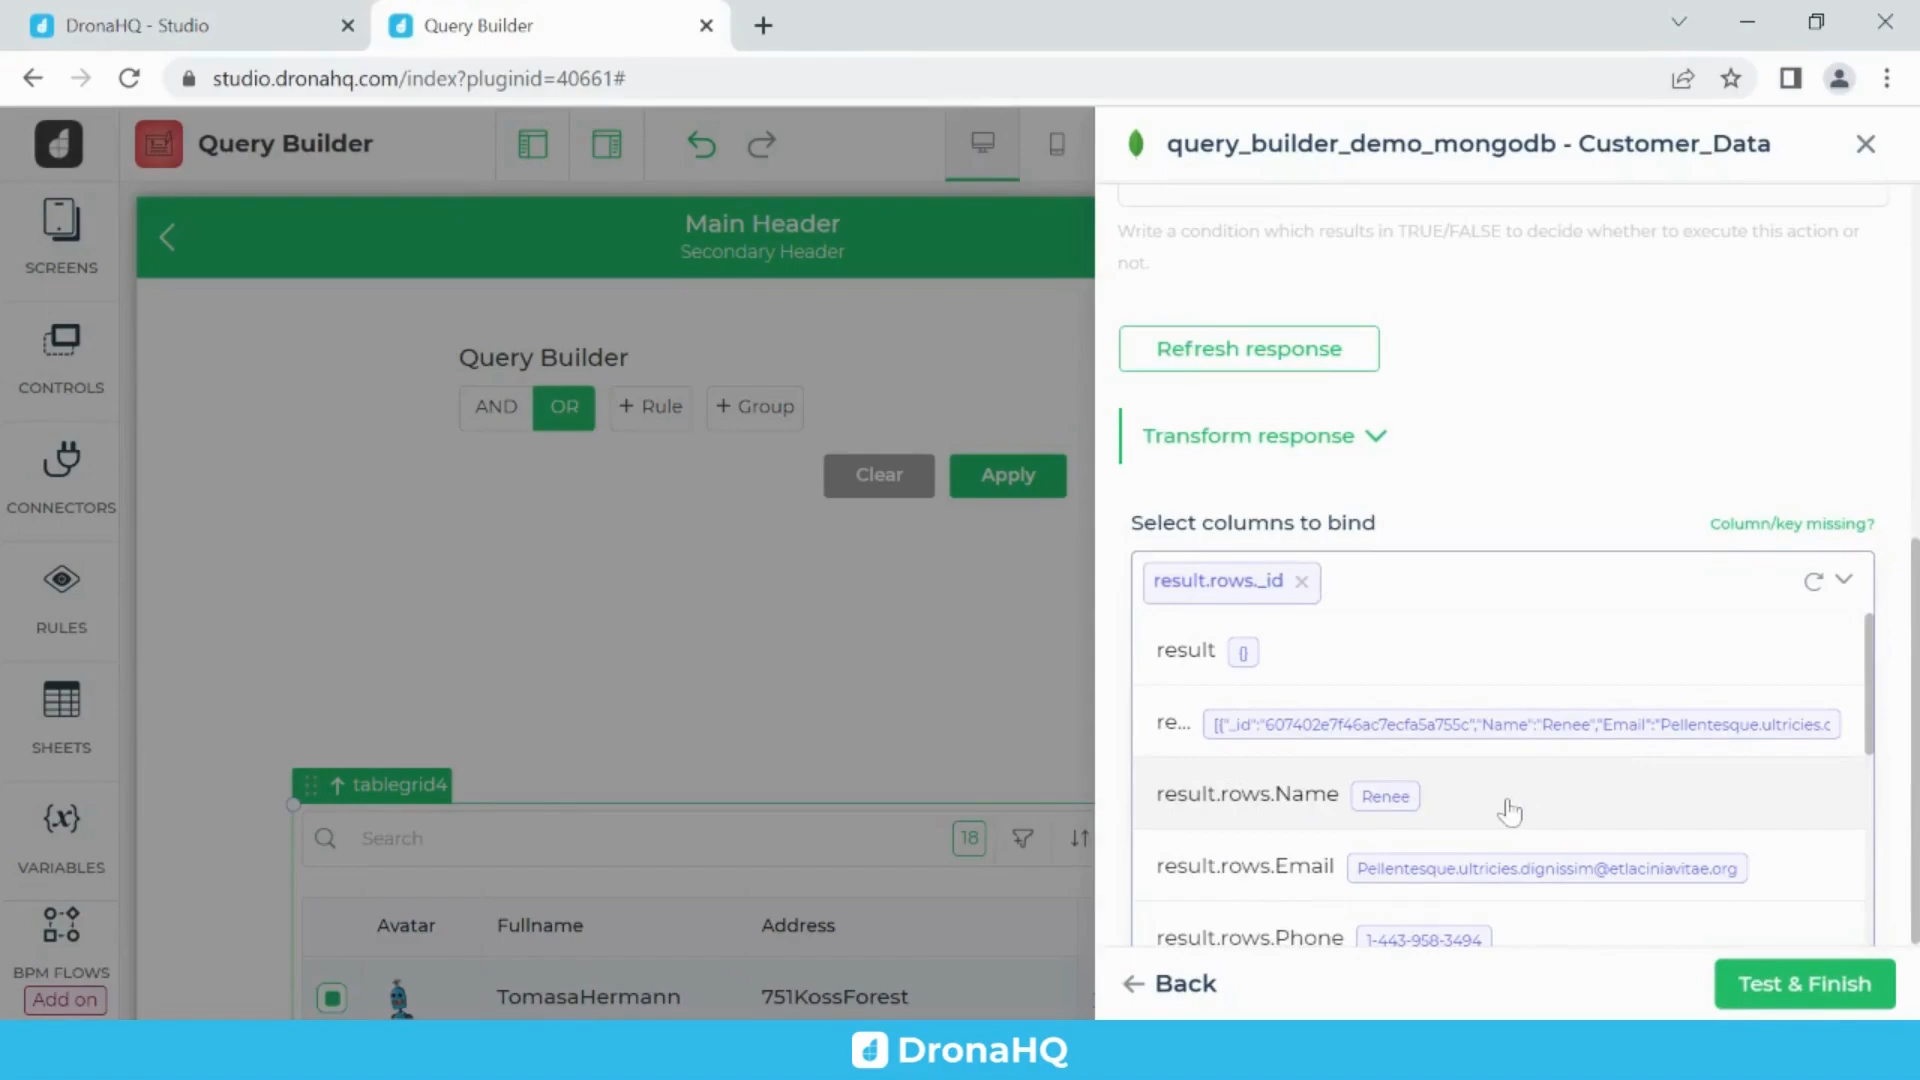 DronaHQ - Studio
Query Builder
studio.dronahq.com/index?pluginid=40661#
Query Builder
query_builder_demo_mongodb - Customer_Data
SCREENS
CONTROLS
CONNECTORS
RULES
SHEETS
{x}
VARIABLES
BPM FLOWS
Add on
Main Header
Secondary Header
Query Builder
AND
OR
+ Rule
+ Group
Clear
Apply
tablegrid4
Search
18
Avatar
Fullname
Address
TomasaHermann
751KossForest
Write a condition which results in TRUE/FALSE to decide whether to execute this action or
not.
Refresh response
Transform response
Select columns to bind
Column/key missing?
result.rows._id
result {}
re... [{"_id":"607402e7f46ac7ecfa5a755c","Name":"Renee","Email":"Pellentesque.ultricies.c
result.rows.Name Renee
result.rows.Email Pellentesque.ultricies.dignissim@etlaciniavitae.org
result.rows.Phone 1-443-958-3494
Back
Test & Finish
DronaHQ